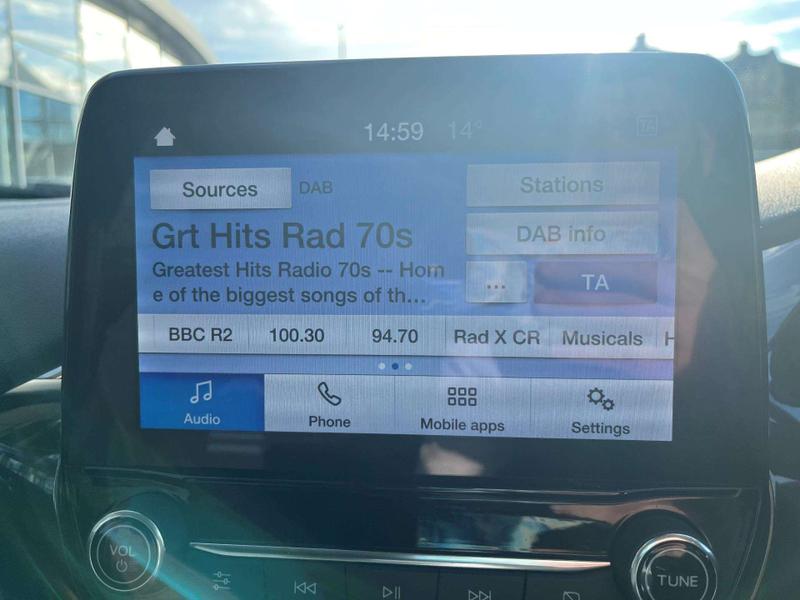 14:59 14° TA
Sources DAB Stations
Grt Hits Rad 70s
DAB info
Greatest Hits Radio 70s -- Hom
e of the biggest songs of th...
... TA
BBC R2 100.30 94.70 Rad X CR Musicals H
Audio Phone Mobile apps Settings
VOL
TUNE